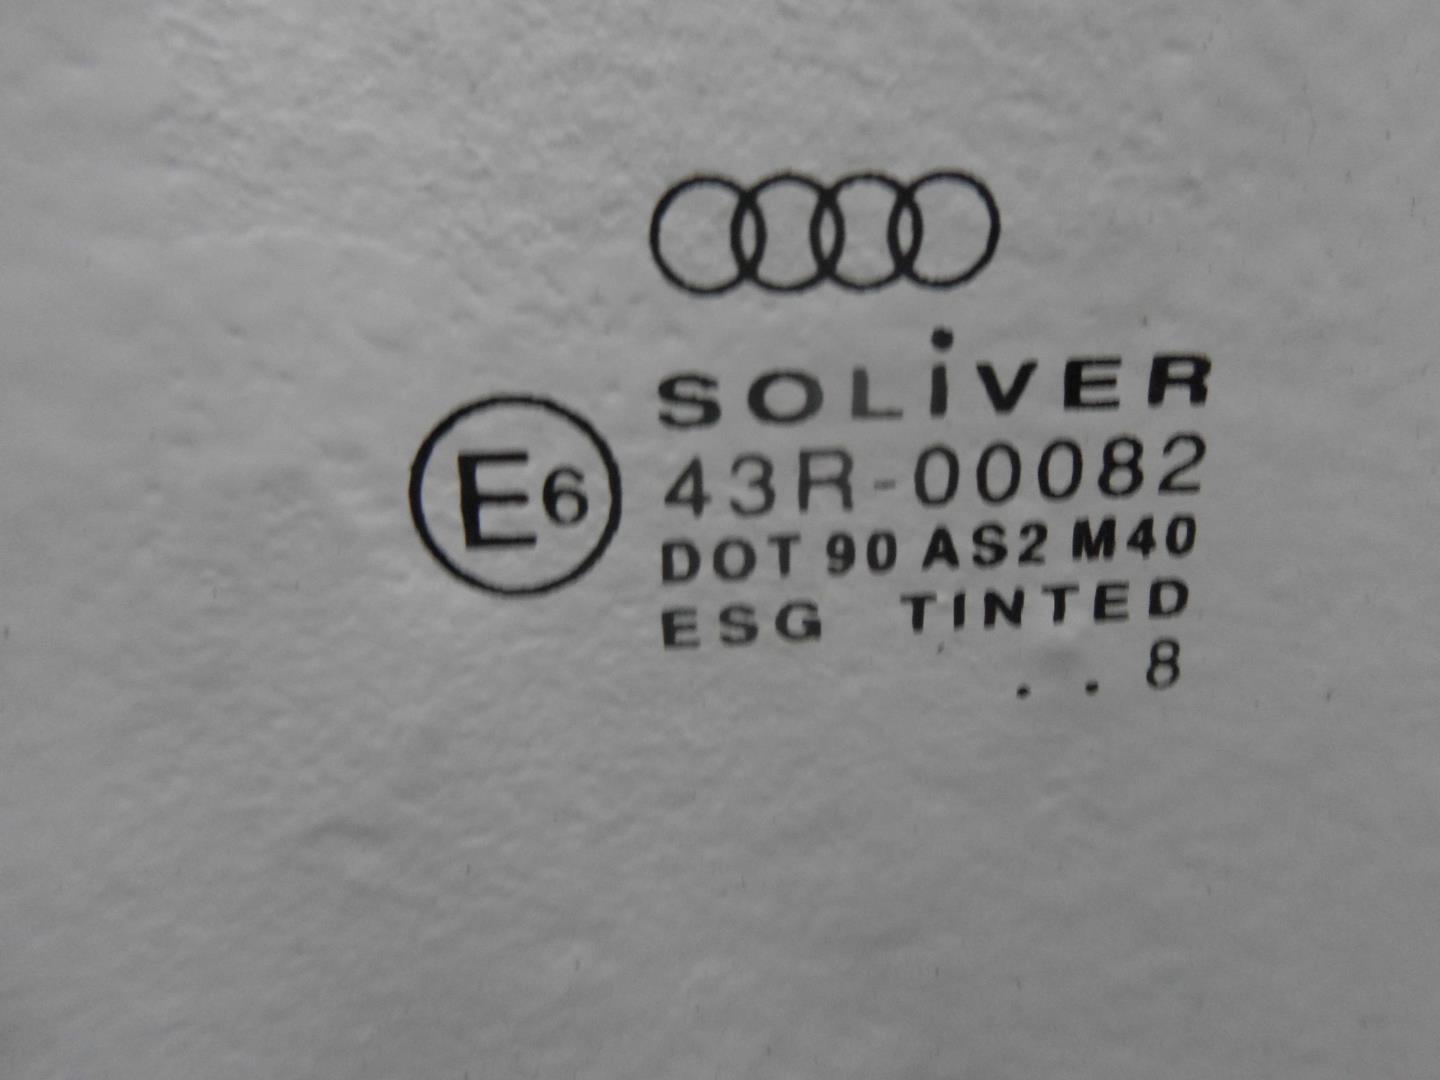 SOLiVER
E6
43R-00082
DOT 90 AS2 M40
ESG TINTED
. . 8